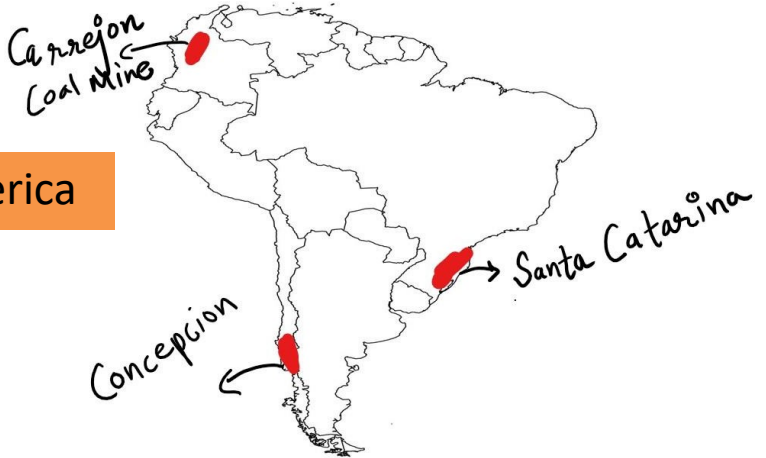 Carrejon
Coal Mine
erica
Santa Catarina
Concepcion